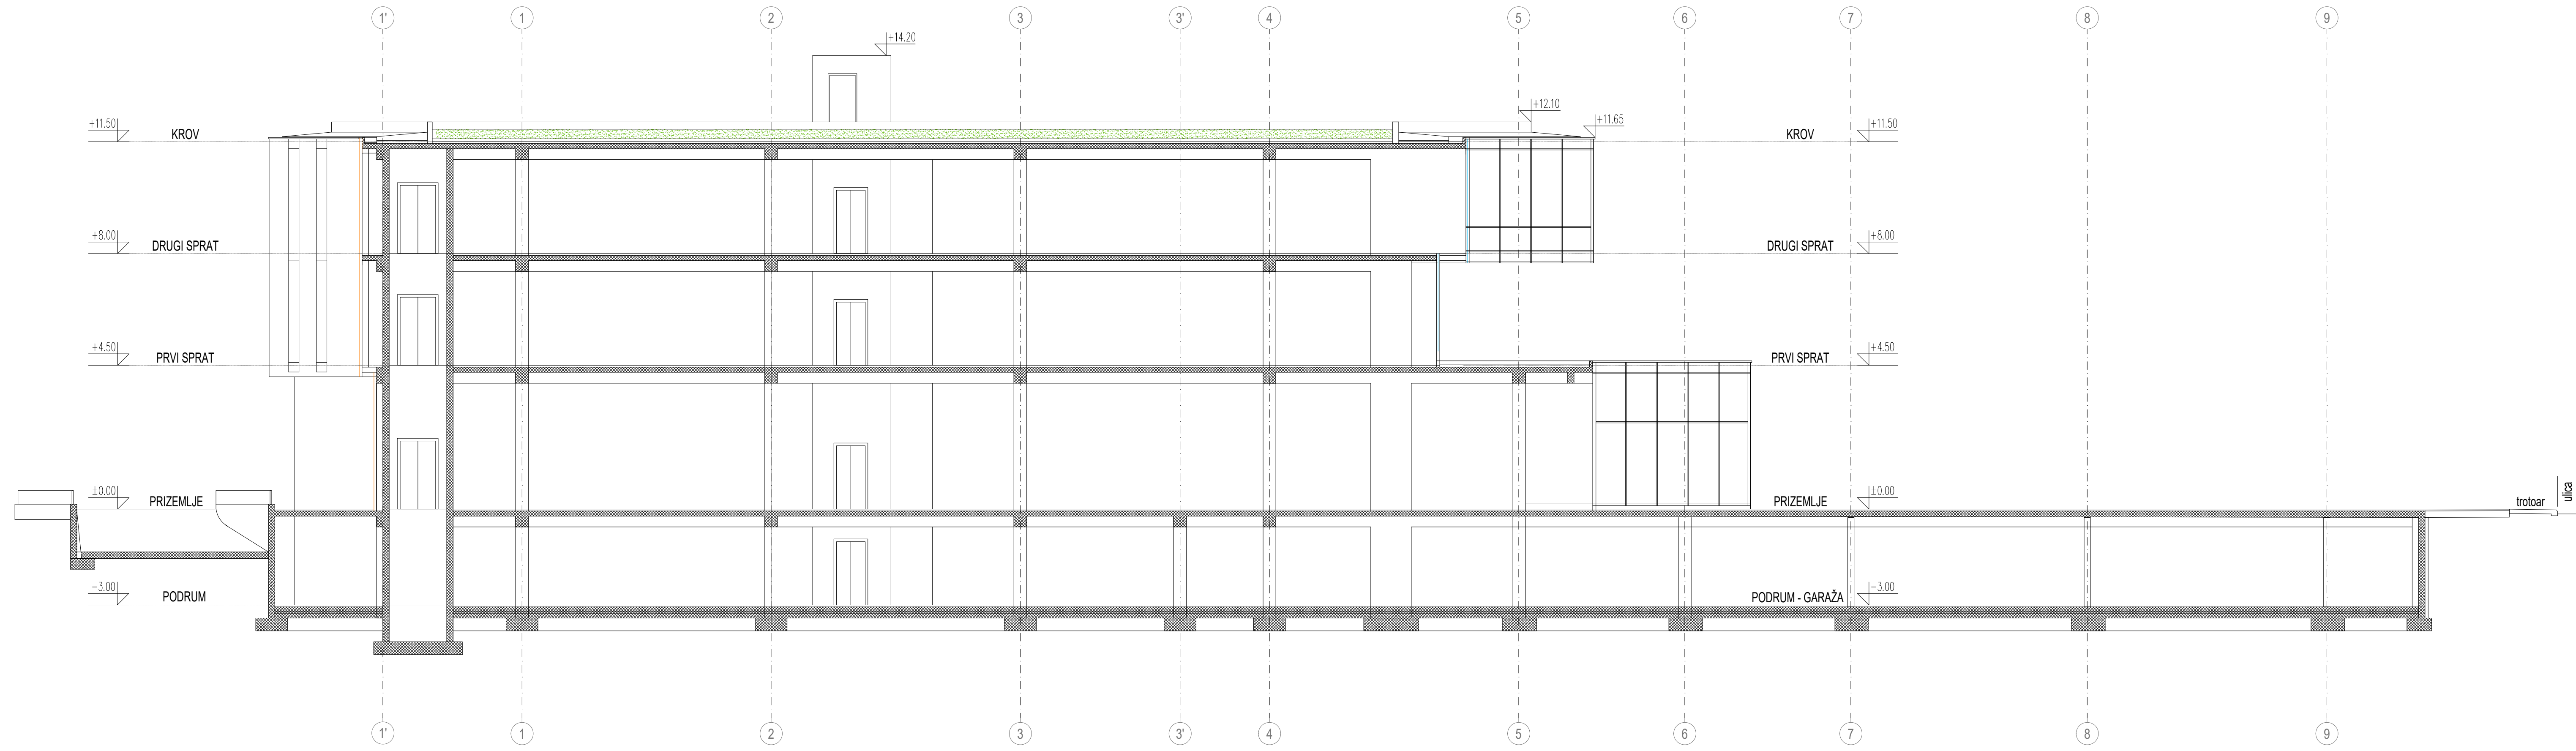 1' 1 2 3 3' 4 5 6 7 8 9
+14.20
+12.10
+11.65
+11.50 KROV KROV +11.50
+8.00 DRUGI SPRAT DRUGI SPRAT +8.00
+4.50 PRVI SPRAT PRVI SPRAT +4.50
±0.00 PRIZEMLJE PRIZEMLJE ±0.00 trotoar ulica
-3.00 PODRUM PODRUM - GARAŽA -3.00
1' 1 2 3 3' 4 5 6 7 8 9